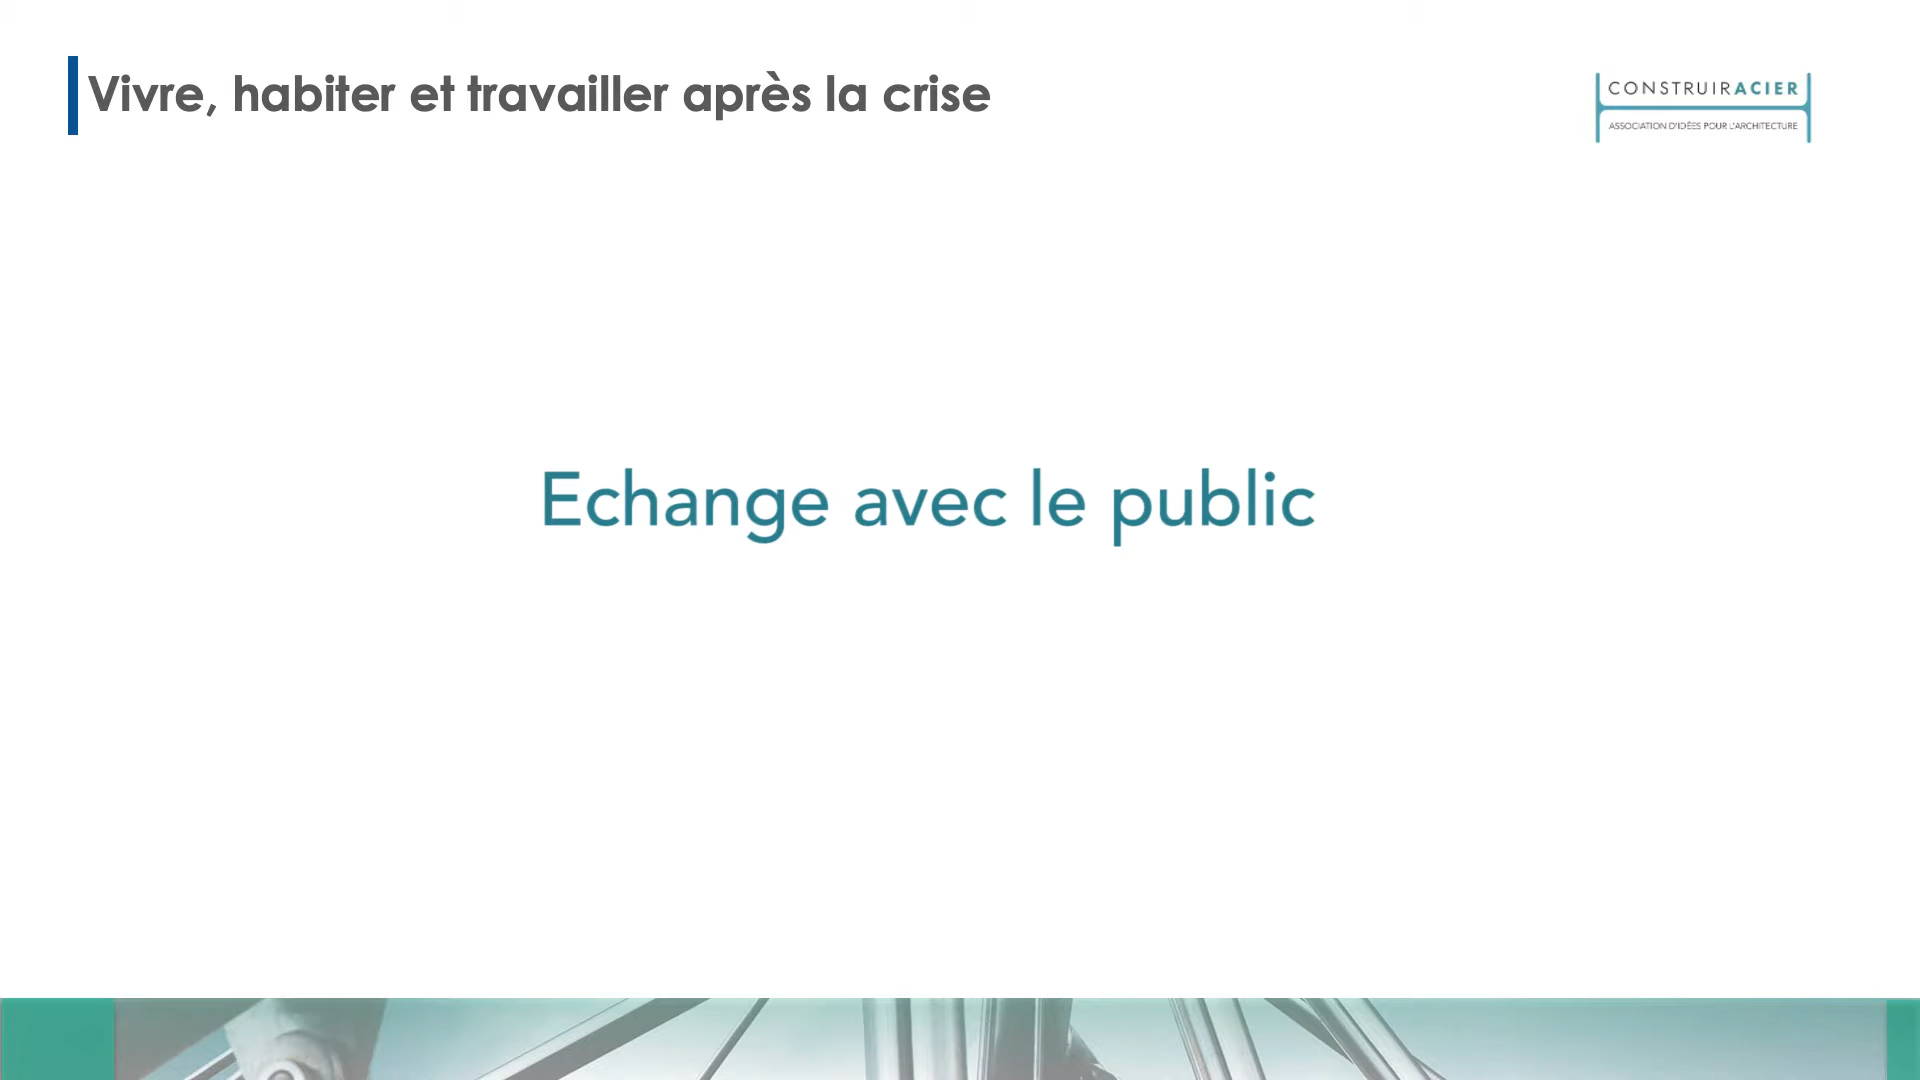 Vivre, habiter et travailler après la crise
CONSTRUIRACIER
ASSOCIATION D'IDÉES POUR L'ARCHITECTURE
Echange avec le public